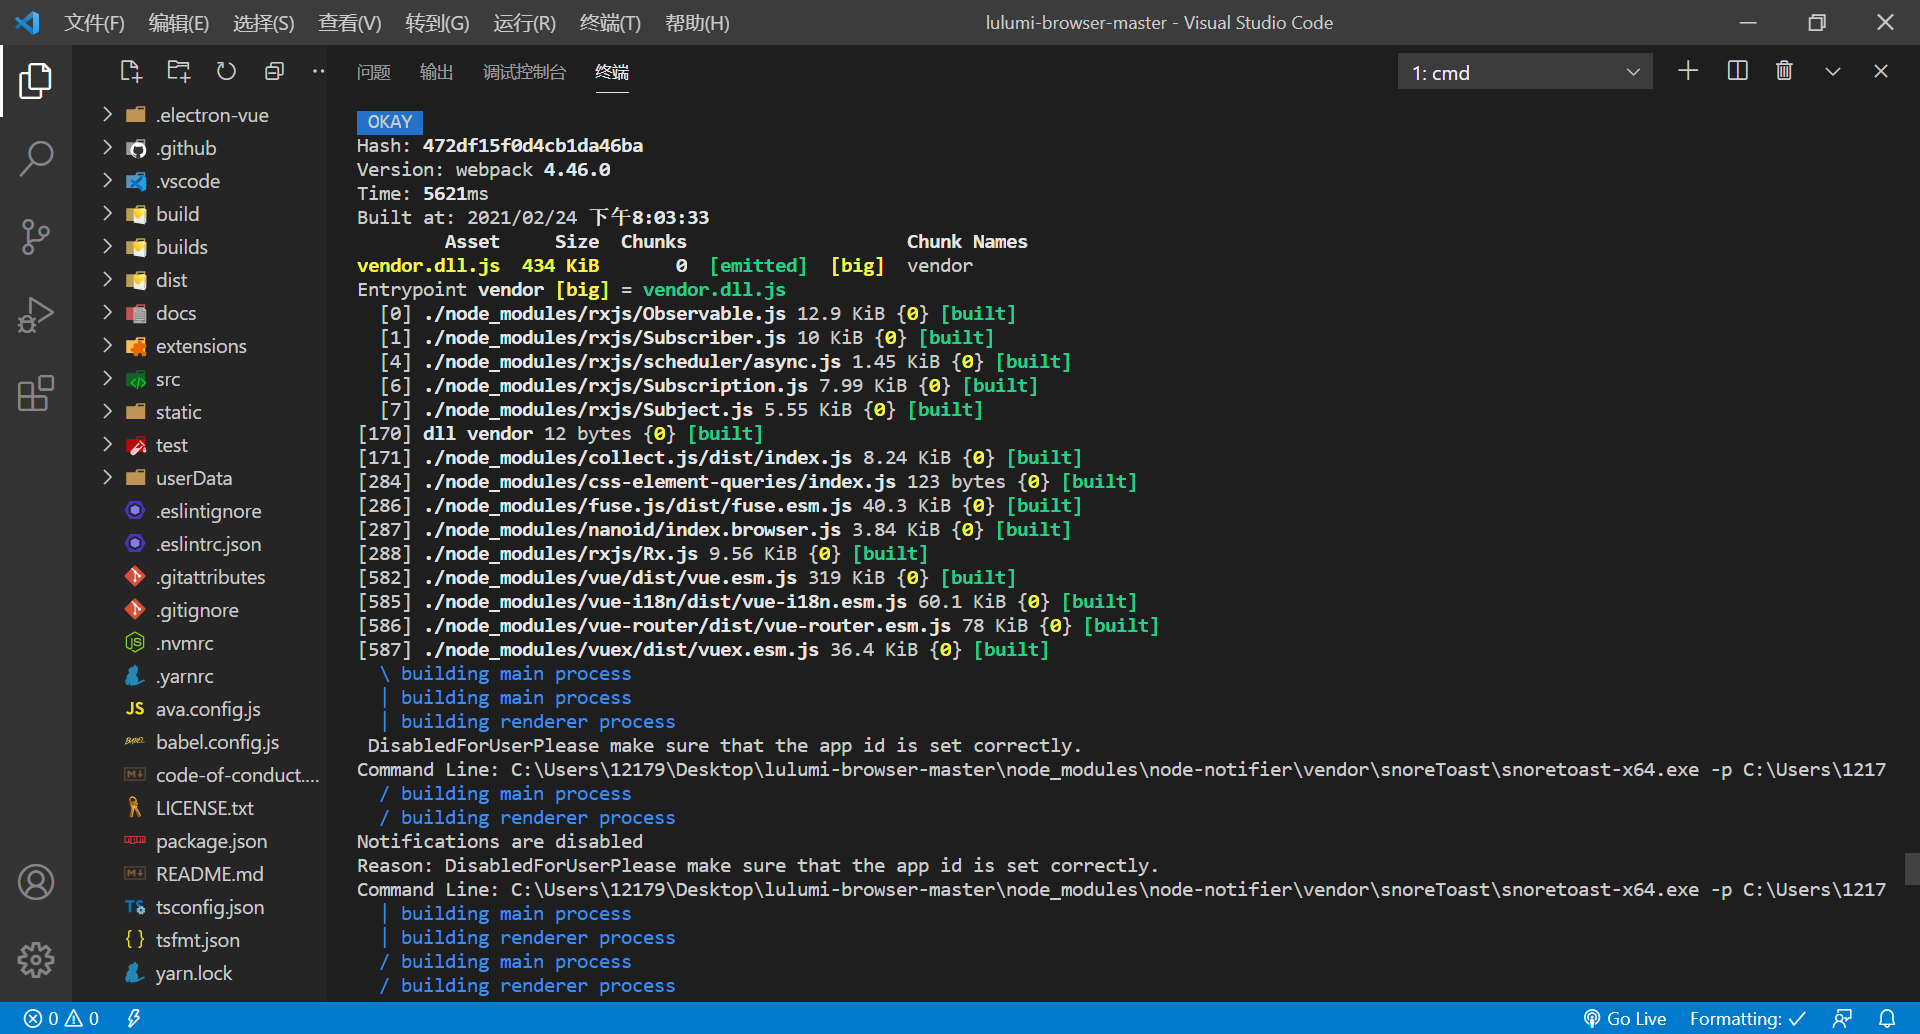 文件(F) 编辑(E) 选择(S) 查看(V) 转到(G) 运行(R) 终端(T) 帮助(H) lulumi-browser-master - Visual Studio Code
问题 输出 调试控制台 终端 1: cmd
.electron-vue
.github
.vscode
build
builds
dist
docs
extensions
src
static
test
userData
.eslintignore
.eslintrc.json
.gitattributes
.gitignore
.nvmrc
.yarnrc
ava.config.js
babel.config.js
code-of-conduct....
LICENSE.txt
package.json
README.md
tsconfig.json
tsfmt.json
yarn.lock
OKAY
Hash: 472df15f0d4cb1da46ba
Version: webpack 4.46.0
Time: 5621ms
Built at: 2021/02/24 下午8:03:33
Asset Size Chunks Chunk Names
vendor.dll.js 434 KiB 0 [emitted] [big] vendor
Entrypoint vendor [big] = vendor.dll.js
[0] ./node_modules/rxjs/Observable.js 12.9 KiB {0} [built]
[1] ./node_modules/rxjs/Subscriber.js 10 KiB {0} [built]
[4] ./node_modules/rxjs/scheduler/async.js 1.45 KiB {0} [built]
[6] ./node_modules/rxjs/Subscription.js 7.99 KiB {0} [built]
[7] ./node_modules/rxjs/Subject.js 5.55 KiB {0} [built]
[170] dll vendor 12 bytes {0} [built]
[171] ./node_modules/collect.js/dist/index.js 8.24 KiB {0} [built]
[284] ./node_modules/css-element-queries/index.js 123 bytes {0} [built]
[286] ./node_modules/fuse.js/dist/fuse.esm.js 40.3 KiB {0} [built]
[287] ./node_modules/nanoid/index.browser.js 3.84 KiB {0} [built]
[288] ./node_modules/rxjs/Rx.js 9.56 KiB {0} [built]
[582] ./node_modules/vue/dist/vue.esm.js 319 KiB {0} [built]
[585] ./node_modules/vue-i18n/dist/vue-i18n.esm.js 60.1 KiB {0} [built]
[586] ./node_modules/vue-router/dist/vue-router.esm.js 78 KiB {0} [built]
[587] ./node_modules/vuex/dist/vuex.esm.js 36.4 KiB {0} [built]
\ building main process
| building main process
| building renderer process
DisabledForUserPlease make sure that the app id is set correctly.
Command Line: C:\Users\12179\Desktop\lulumi-browser-master\node_modules\node-notifier\vendor\snoreToast\snoretoast-x64.exe -p C:\Users\1217
/ building main process
/ building renderer process
Notifications are disabled
Reason: DisabledForUserPlease make sure that the app id is set correctly.
Command Line: C:\Users\12179\Desktop\lulumi-browser-master\node_modules\node-notifier\vendor\snoreToast\snoretoast-x64.exe -p C:\Users\1217
| building main process
| building renderer process
/ building main process
/ building renderer process
0 0 Go Live Formatting: ✓